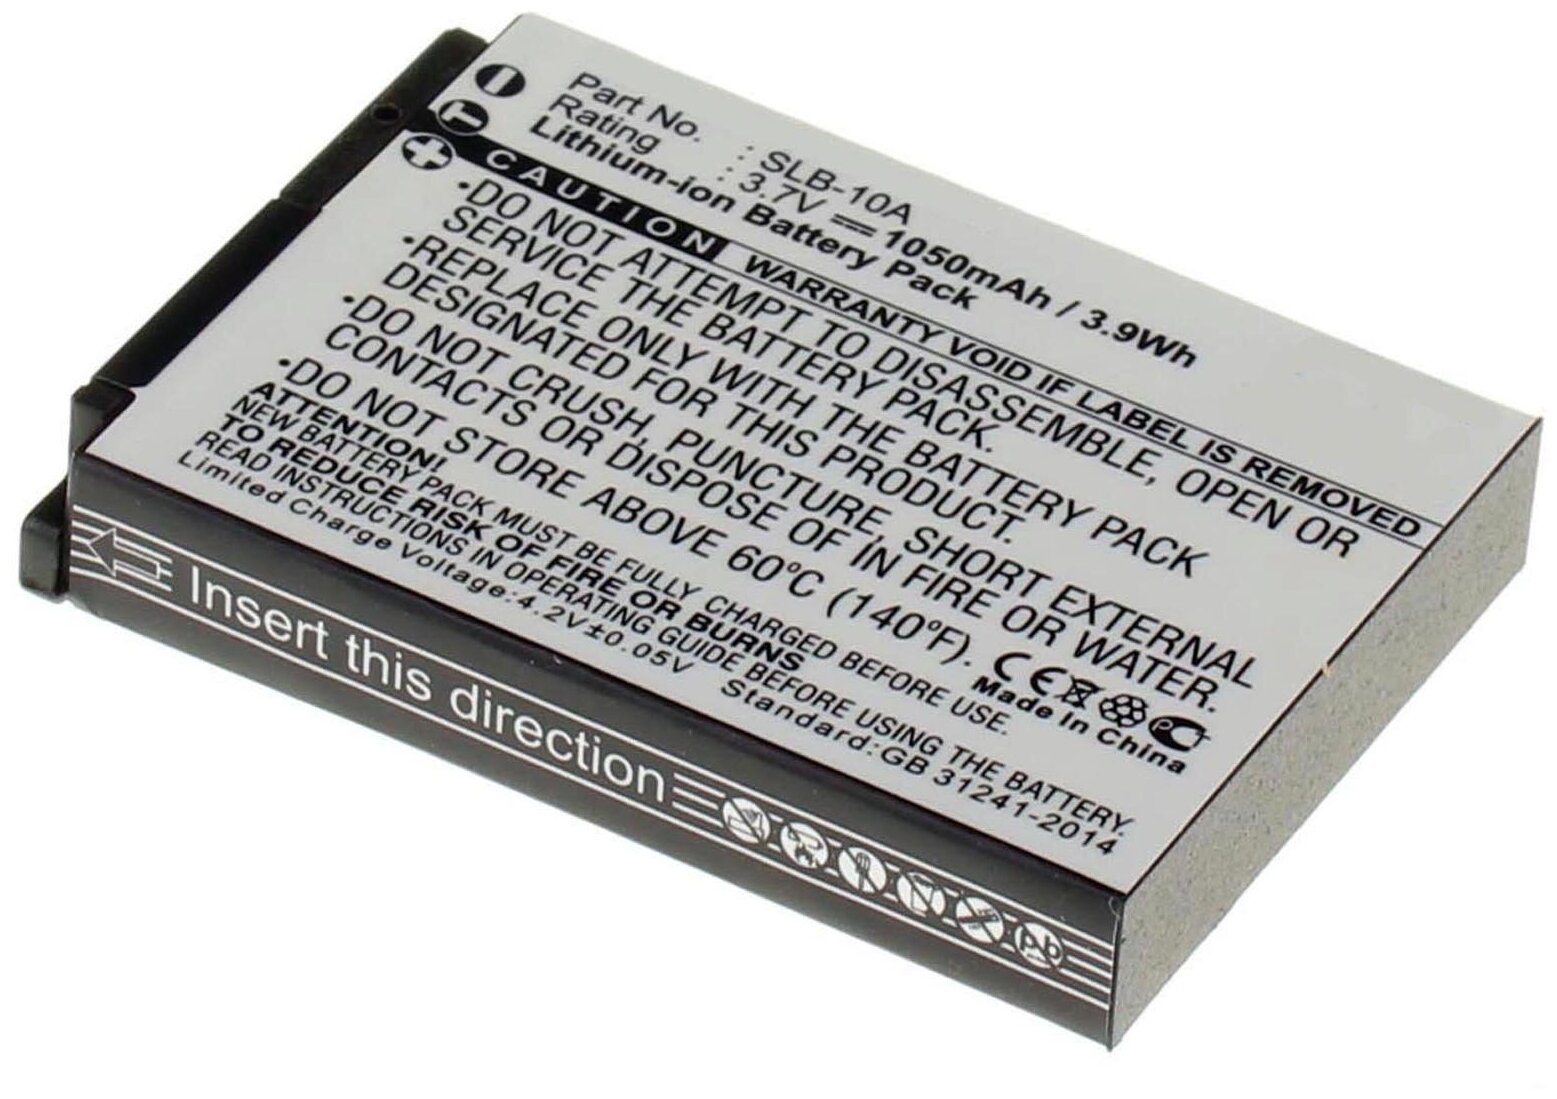 Part No. : SLB-10A
Rating : 3.7V 1050mAh / 3.9Wh
Lithium-ion Battery Pack
CAUTION WARRANTY VOID IF LABEL IS REMOVED
·DO NOT ATTEMPT TO DISASSEMBLE, OPEN OR
SERVICE THE BATTERY PACK.
·REPLACE ONLY WITH THE BATTERY PACK
DESIGNATED FOR THIS PRODUCT.
·DO NOT CRUSH, PUNCTURE, SHORT EXTERNAL
CONTACTS OR DISPOSE OF IN FIRE OR WATER.
·DO NOT STORE ABOVE 60°C (140°F).
ATTENTION!
NEW BATTERY PACK MUST BE FULLY CHARGED BEFORE USE.
TO REDUCE RISK OF FIRE OR BURNS
READ INSTRUCTIONS IN OPERATING GUIDE BEFORE USING THE BATTERY.
Limited Charge Voltage:4.2V±0.05V Standard:GB 31241-2014
CE
Made In China
Insert this direction
pb